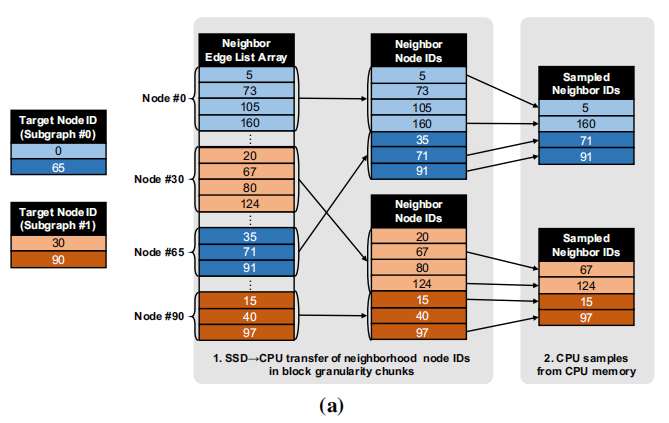 Target Node ID
(Subgraph #0)
0
65
Target Node ID
(Subgraph #1)
30
90
Neighbor
Edge List Array
Node #0
5
73
105
160
⋮
Node #30
20
67
80
124
⋮
Node #65
35
71
91
⋮
Node #90
15
40
97
Neighbor
Node IDs
5
73
105
160
35
71
91
Neighbor
Node IDs
20
67
80
124
15
40
97
1. SSD→CPU transfer of neighborhood node IDs
in block granularity chunks
Sampled
Neighbor IDs
5
160
71
91
Sampled
Neighbor IDs
67
124
15
97
2. CPU samples
from CPU memory
(a)